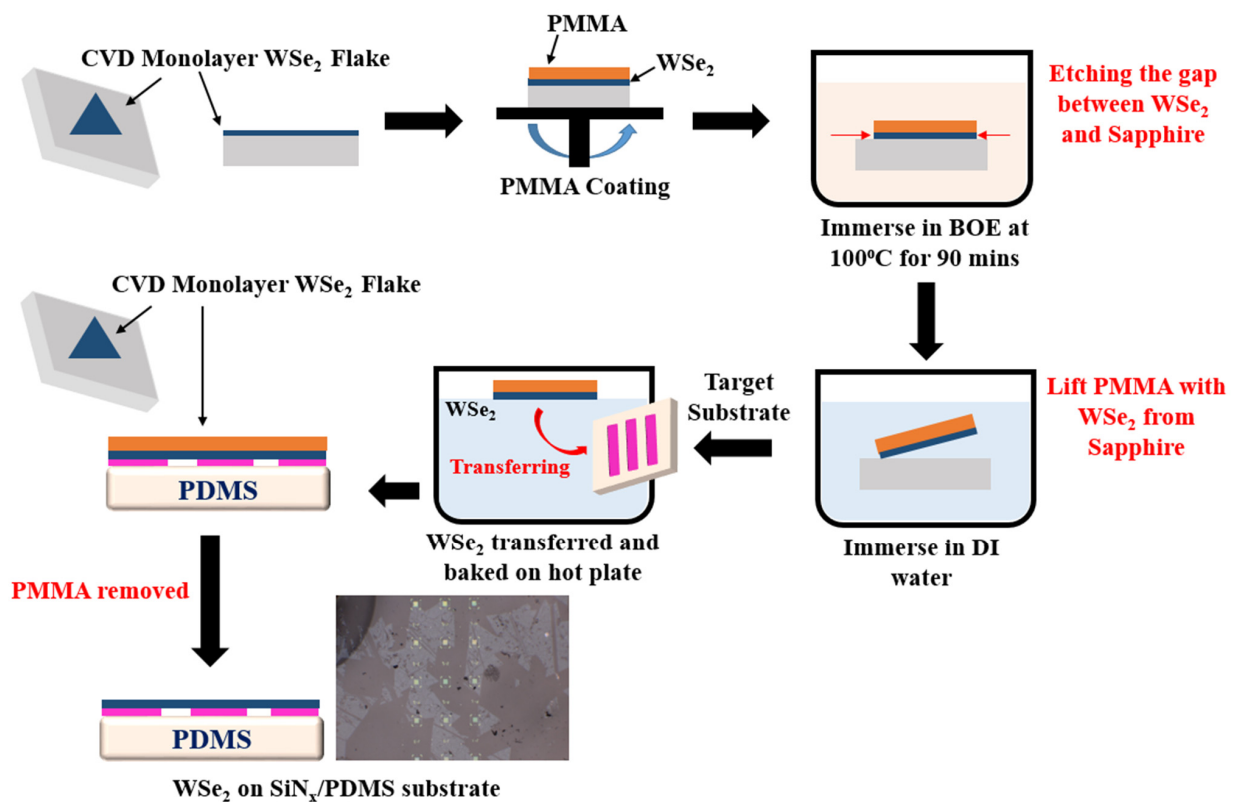 CVD Monolayer WSe₂ Flake
PMMA
WSe₂
PMMA Coating
Etching the gap
between WSe₂
and Sapphire
Immerse in BOE at
100⁰C for 90 mins
Lift PMMA with
WSe₂ from
Sapphire
Immerse in DI
water
Target
Substrate
WSe₂
Transferring
WSe₂ transferred and
baked on hot plate
CVD Monolayer WSe₂ Flake
PDMS
PMMA removed
PDMS
WSe₂ on SiNₓ/PDMS substrate